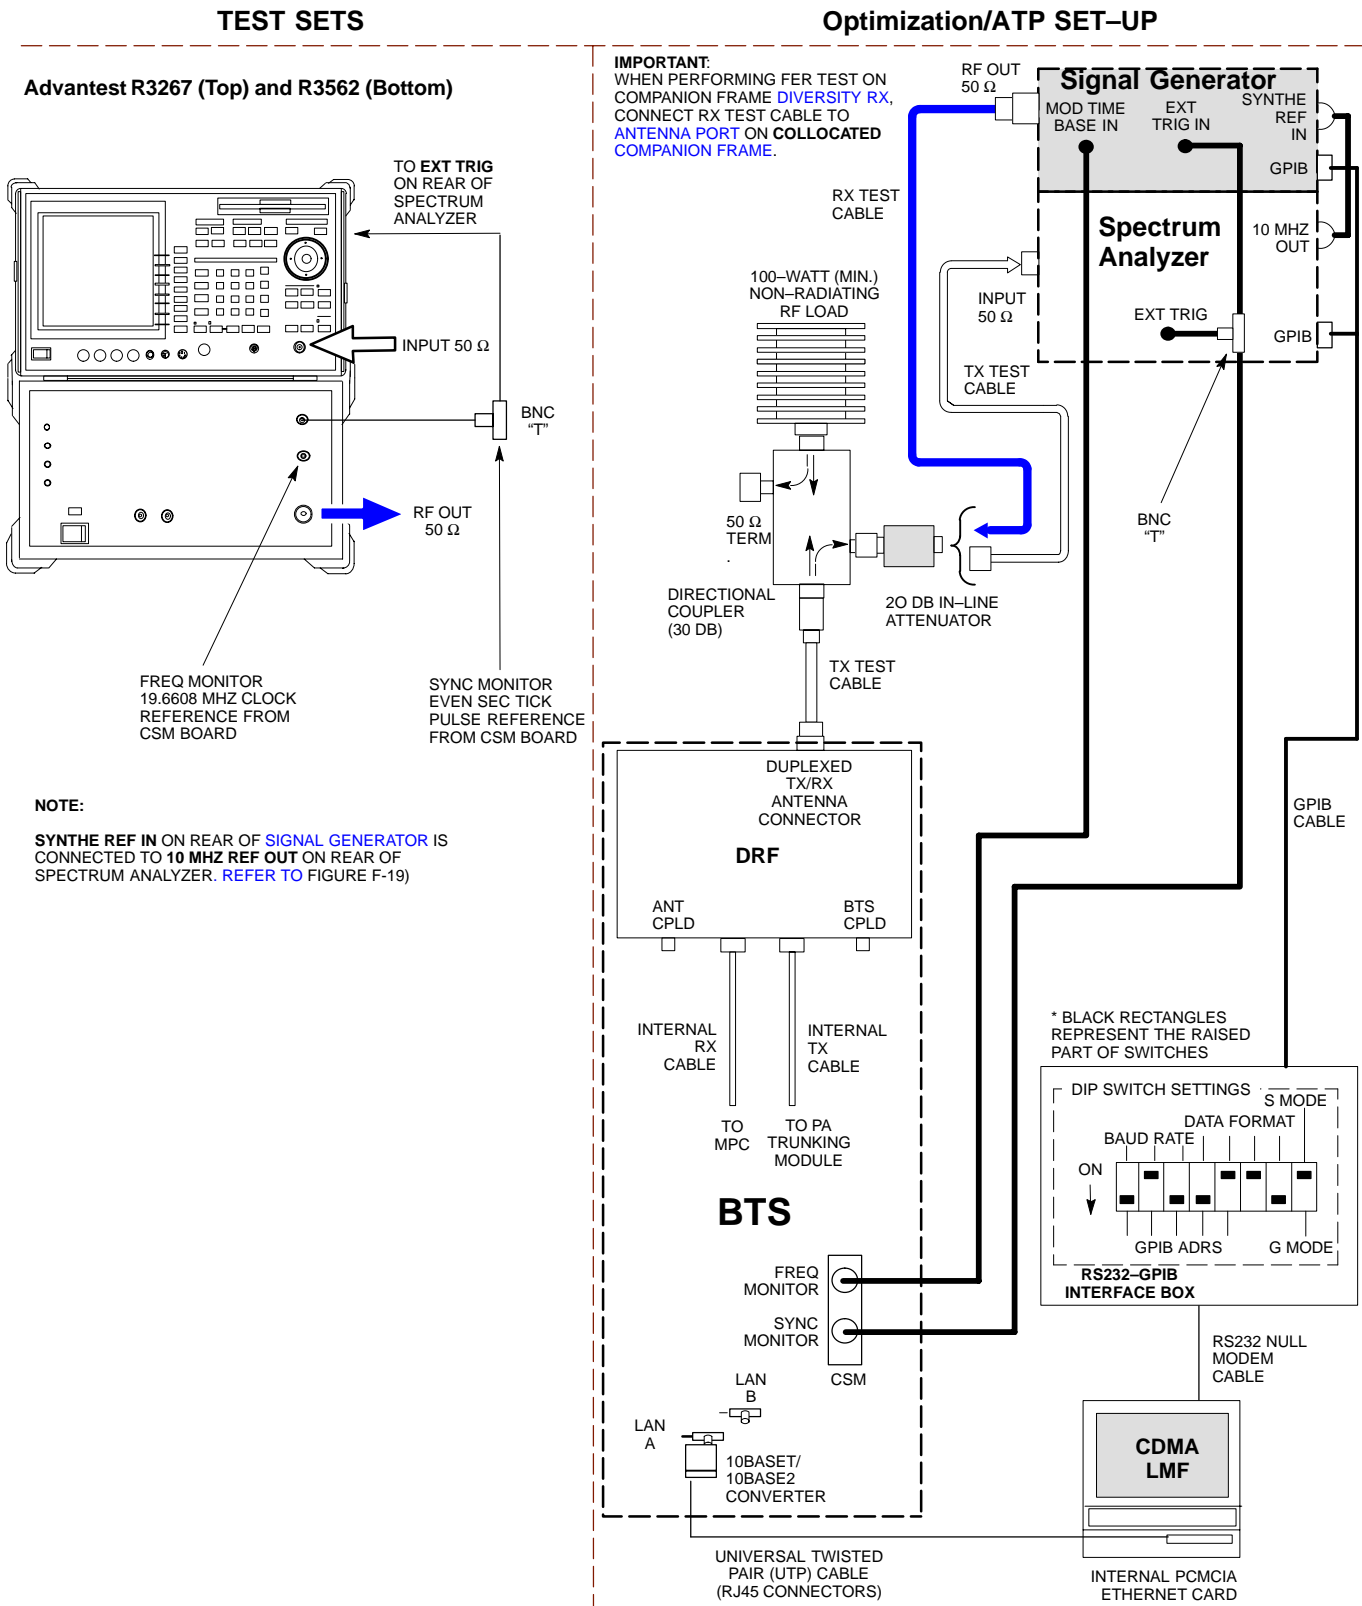 TEST SETS
Optimization/ATP SET–UP
Advantest R3267 (Top) and R3562 (Bottom)
TO EXT TRIG
ON REAR OF
SPECTRUM
ANALYZER
INPUT 50 Ω
BNC
“T”
RF OUT
50 Ω
FREQ MONITOR
19.6608 MHZ CLOCK
REFERENCE FROM
CSM BOARD
SYNC MONITOR
EVEN SEC TICK
PULSE REFERENCE
FROM CSM BOARD
NOTE:
SYNTHE REF IN ON REAR OF SIGNAL GENERATOR IS
CONNECTED TO 10 MHZ REF OUT ON REAR OF
SPECTRUM ANALYZER. REFER TO FIGURE F-19)
IMPORTANT:
WHEN PERFORMING FER TEST ON
COMPANION FRAME DIVERSITY RX,
CONNECT RX TEST CABLE TO
ANTENNA PORT ON COLLOCATED
COMPANION FRAME.
RF OUT
50 Ω
Signal Generator
MOD TIME
BASE IN
EXT
TRIG IN
SYNTHE
REF
IN
GPIB
RX TEST
CABLE
Spectrum
Analyzer
10 MHZ
OUT
100–WATT (MIN.)
NON–RADIATING
RF LOAD
INPUT
50 Ω
EXT TRIG
GPIB
TX TEST
CABLE
BNC
“T”
50 Ω
TERM
.
DIRECTIONAL
COUPLER
(30 DB)
2O DB IN–LINE
ATTENUATOR
TX TEST
CABLE
DUPLEXED
TX/RX
ANTENNA
CONNECTOR
DRF
GPIB
CABLE
ANT
CPLD
BTS
CPLD
INTERNAL
RX
CABLE
INTERNAL
TX
CABLE
TO
MPC
TO PA
TRUNKING
MODULE
* BLACK RECTANGLES
REPRESENT THE RAISED
PART OF SWITCHES
DIP SWITCH SETTINGS
S MODE
DATA FORMAT
BAUD RATE
ON
GPIB ADRS
G MODE
RS232–GPIB
INTERFACE BOX
BTS
FREQ
MONITOR
SYNC
MONITOR
CSM
RS232 NULL
MODEM
CABLE
LAN
B
LAN
A
10BASET/
10BASE2
CONVERTER
CDMA
LMF
UNIVERSAL TWISTED
PAIR (UTP) CABLE
(RJ45 CONNECTORS)
INTERNAL PCMCIA
ETHERNET CARD